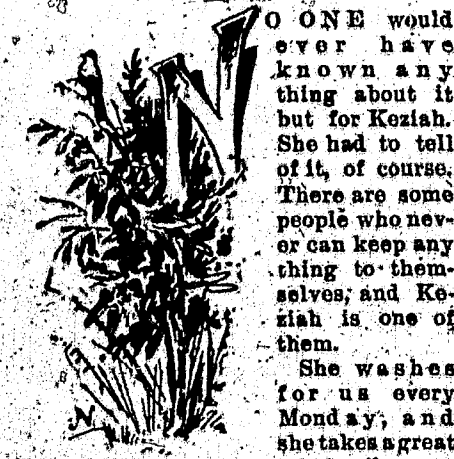 NO ONE would
ever have
known any
thing about it
but for Keziah.
She had to tell
of it, of course.
There are some
people who nev-
er can keep any
thing to them-
selves, and Ke-
ziah is one of
them.
She washes
for us every
Monday, and
she takes a great
N